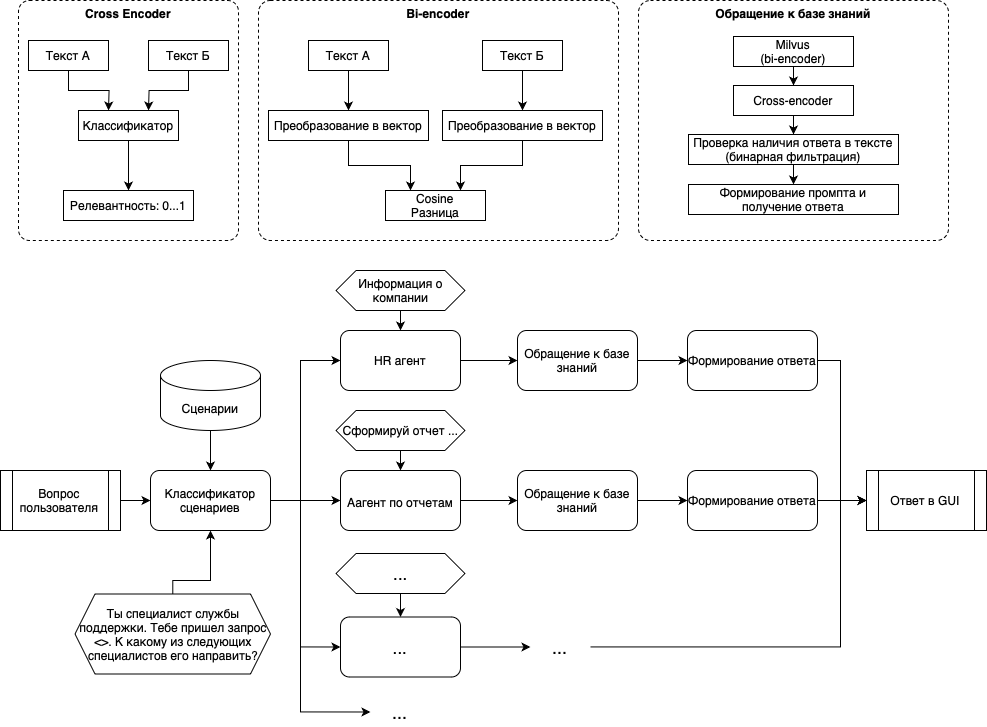 Cross Encoder
Текст А
Текст Б
Классификатор
Релевантность: 0...1
Bi-encoder
Текст А
Текст Б
Преобразование в вектор
Преобразование в вектор
Cosine
Разница
Обращение к базе знаний
Milvus
(bi-encoder)
Cross-encoder
Проверка наличия ответа в тексте
(бинарная фильтрация)
Формирование промпта и
получение ответа
Информация о
компании
HR агент
Обращение к базе
знаний
Формирование ответа
Сценарии
Сформируй отчет ...
Вопрос
пользователя
Классификатор
сценариев
Аагент по отчетам
Обращение к базе
знаний
Формирование ответа
Ответ в GUI
...
Ты специалист службы
поддержки. Тебе пришел запрос
<>. К какому из следующих
специалистов его направить?
...
...
...